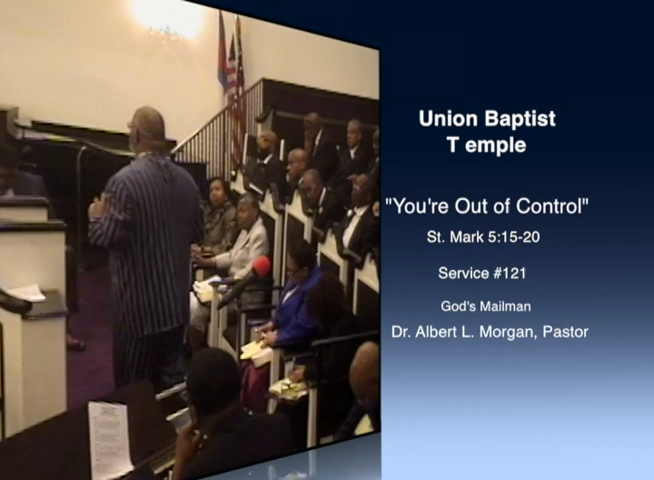 Union Baptist
T emple
"You're Out of Control"
St. Mark 5:15-20
Service #121
God's Mailman
Dr. Albert L. Morgan, Pastor